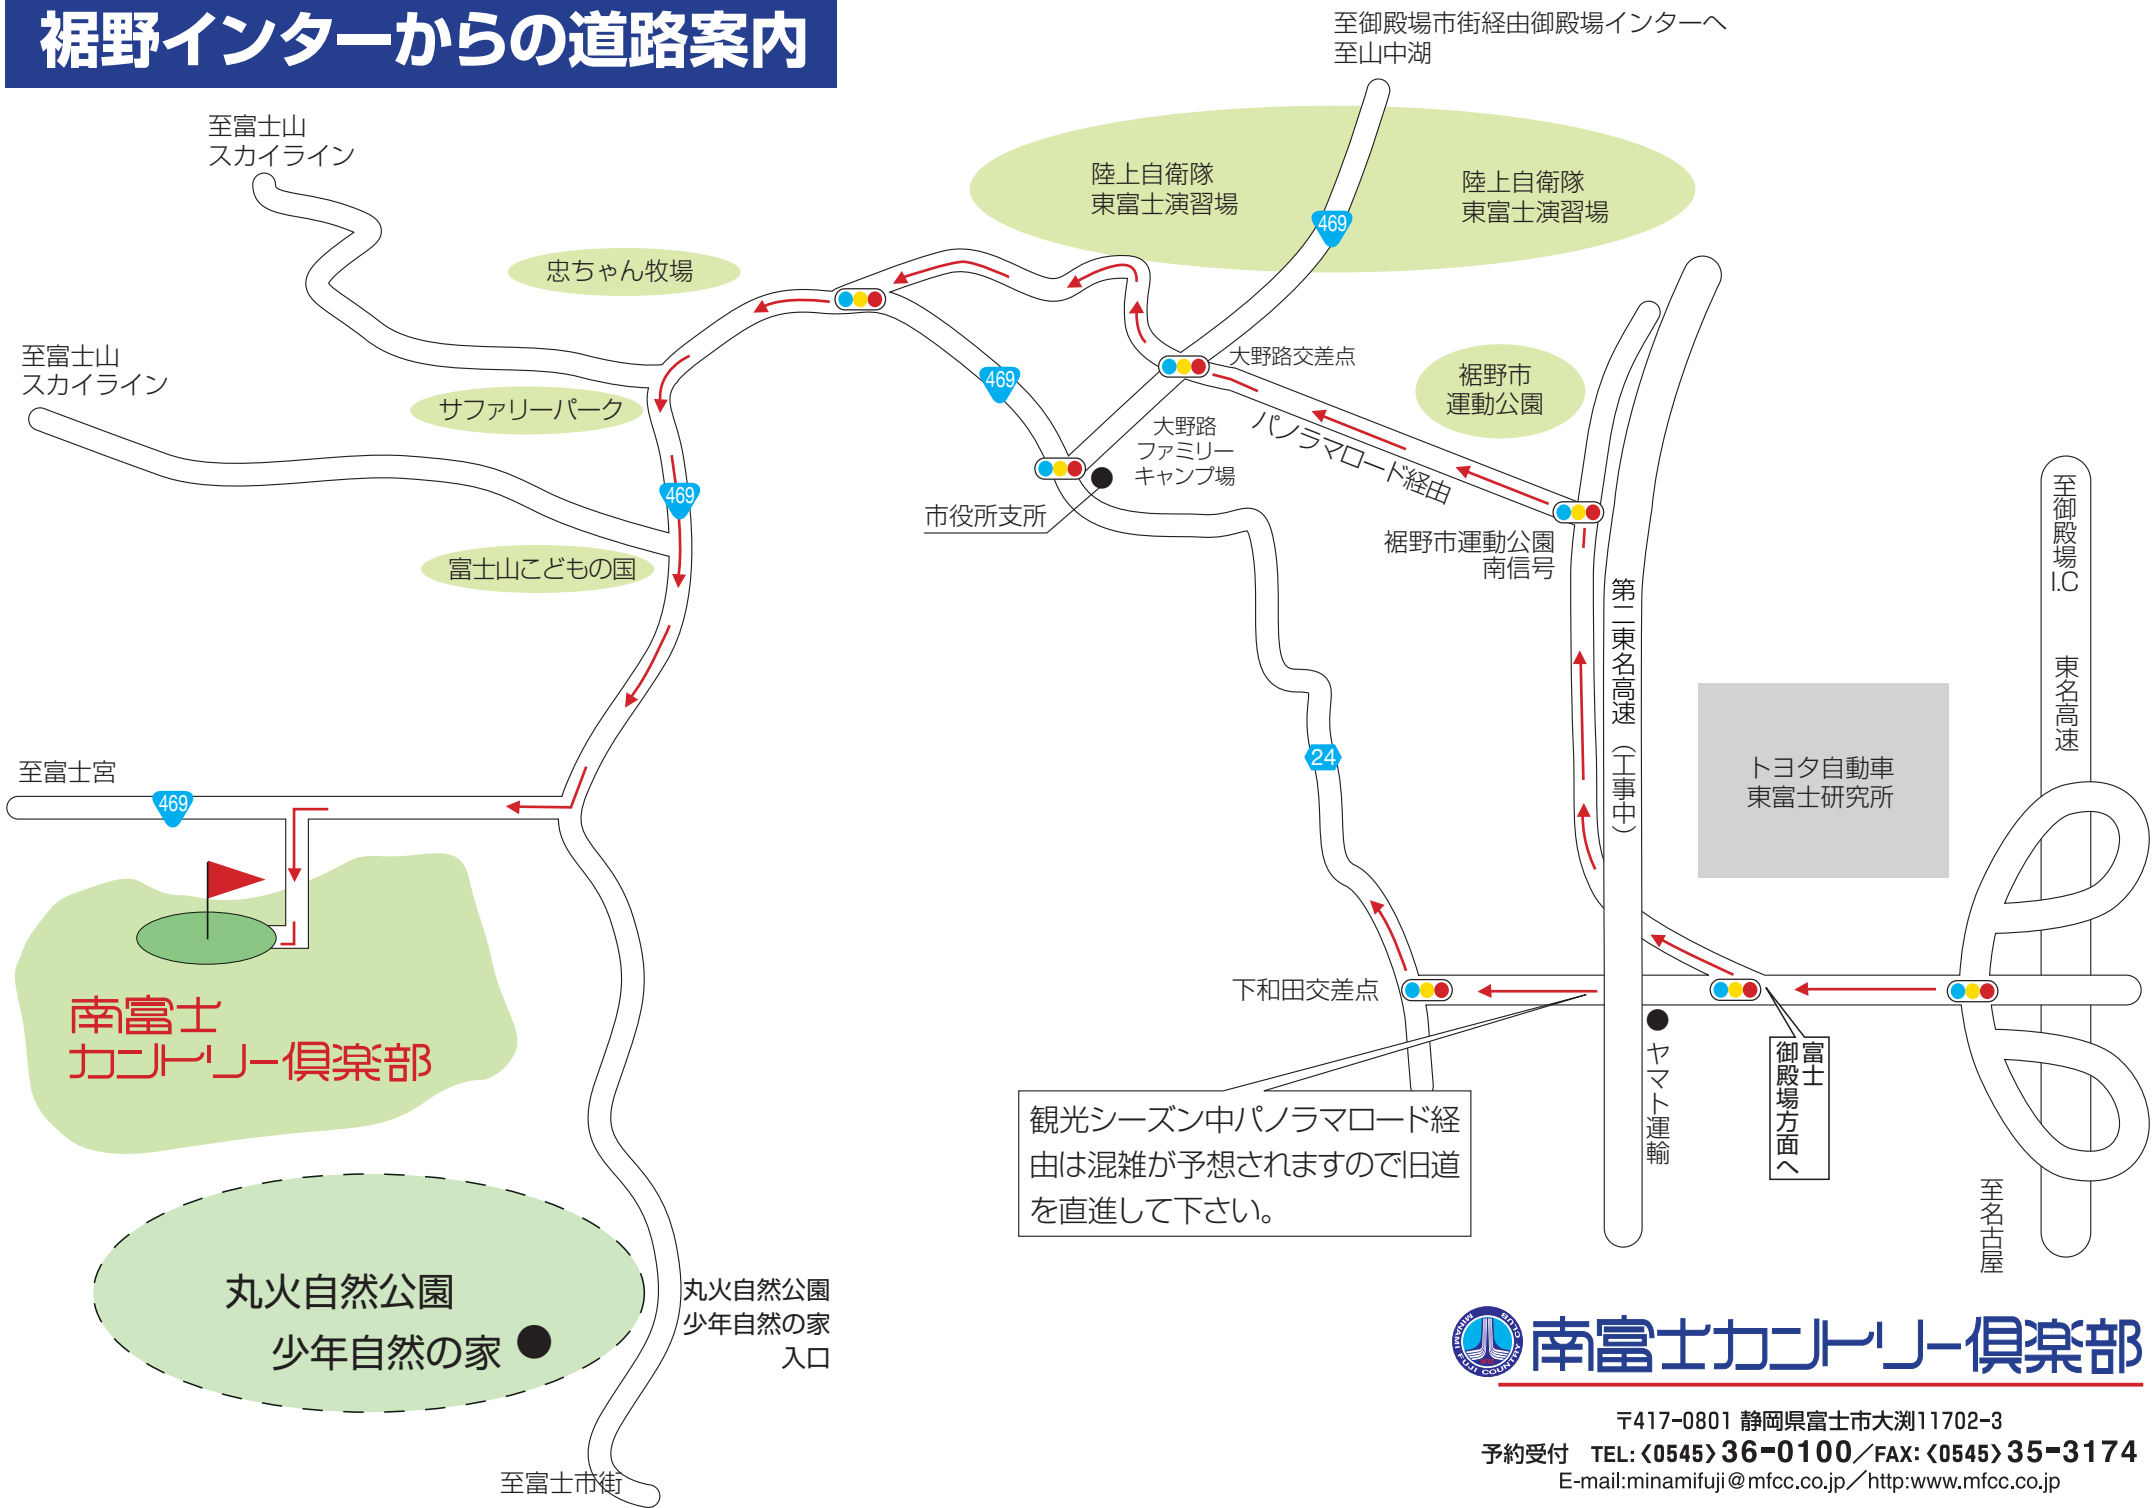 裾野インターからの道路案内
至御殿場市街経由御殿場インターへ
至山中湖
至富士山
スカイライン
陸上自衛隊
東富士演習場
陸上自衛隊
東富士演習場
469
忠ちゃん牧場
至富士山
スカイライン
サファリーパーク
469
大野路交差点
裾野市
運動公園
大野路
ファミリー
キャンプ場
パノラマロード経由
市役所支所
469
裾野市運動公園
南信号
富士山こどもの国
至御殿場I.C
東名高速
第二東名高速（工事中）
24
トヨタ自動車
東富士研究所
至富士宮
469
南富士
カントリー倶楽部
下和田交差点
ヤマト運輸
富士
御殿場方面へ
観光シーズン中パノラマロード経
由は混雑が予想されますので旧道
を直進して下さい。
至名古屋
丸火自然公園
少年自然の家
丸火自然公園
少年自然の家
入口
至富士市街
MINAMI FUJI COUNTRY CLUB
南富士カントリー倶楽部
〒417-0801 静岡県富士市大渕11702-3
予約受付　TEL:〈0545〉36-0100／FAX:〈0545〉35-3174
E-mail:minamifuji@mfcc.co.jp／http:www.mfcc.co.jp